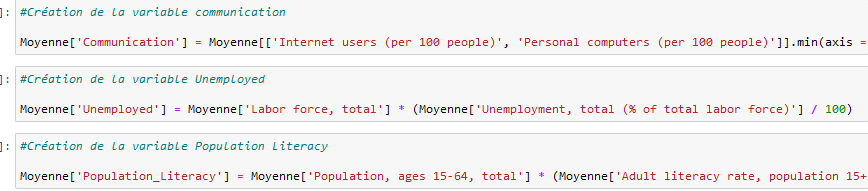 ]: #Création de la variable communication
Moyenne['Communication'] = Moyenne[['Internet users (per 100 people)', 'Personal computers (per 100 people)']].min(axis =
]: #Création de la variable Unemployed
Moyenne['Unemployed'] = Moyenne['Labor force, total'] * (Moyenne['Unemployment, total (% of total labor force)'] / 100)
]: #Création de la variable Population Literacy
Moyenne['Population_Literacy'] = Moyenne['Population, ages 15-64, total'] * (Moyenne['Adult literacy rate, population 15+